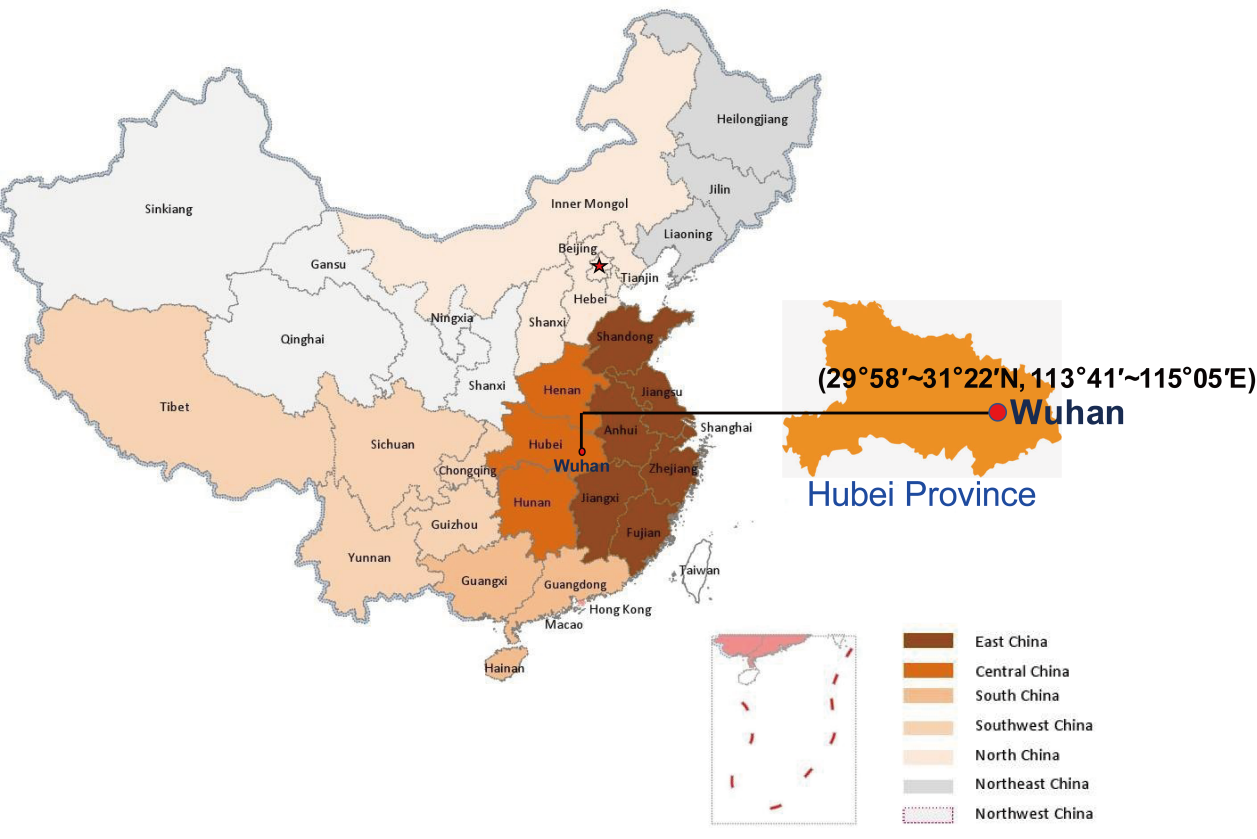 Heilongjiang
Jilin
Sinkiang
Inner Mongol
Liaoning
Beijing
Gansu
Tianjin
Hebei
Ningxia
Shanxi
Shandong
Qinghai
(29°58′~31°22′N, 113°41′~115°05′E)
Shanxi
Henan
Jiangsu
Tibet
Wuhan
Shanghai
Anhui
Sichuan
Hubei
Wuhan
Chongqing
Zhejiang
Hubei Province
Hunan
Jiangxi
Guizhou
Fujian
Yunnan
Taiwan
Guangxi
Guangdong
Hong Kong
Macao
Hainan
East China
Central China
South China
Southwest China
North China
Northeast China
Northwest China